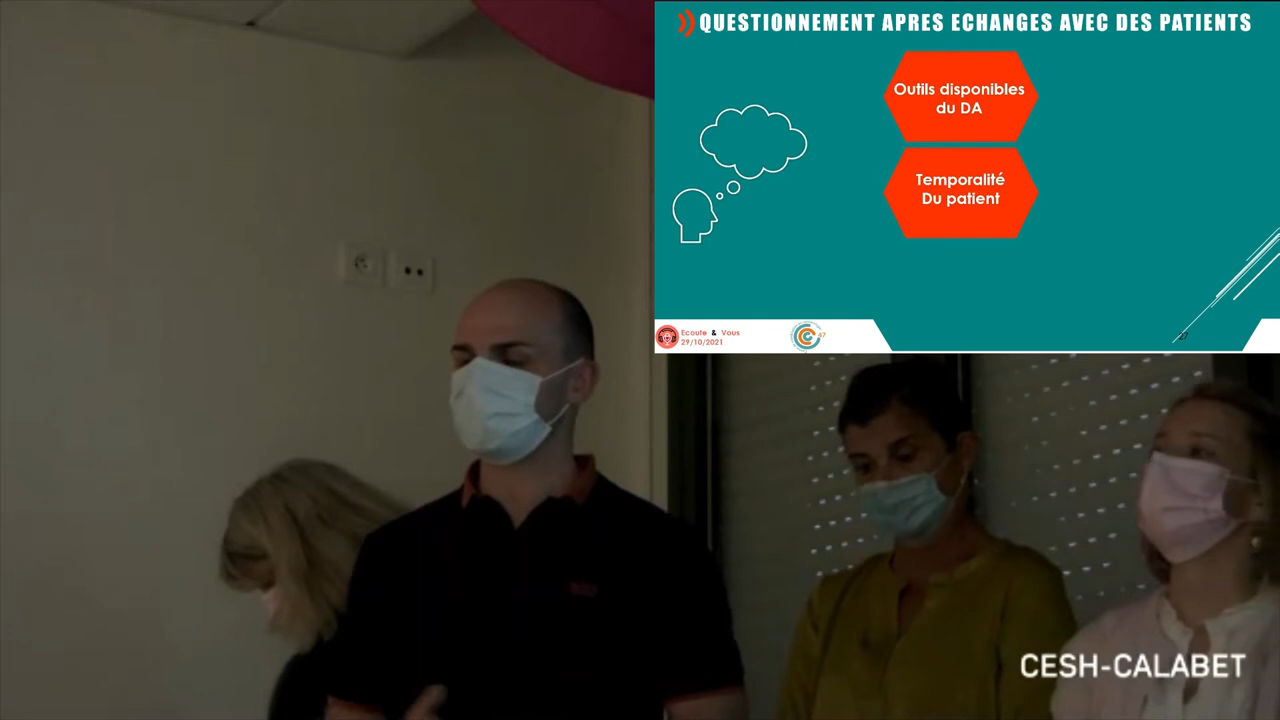 QUESTIONNEMENT APRES ECHANGES AVEC DES PATIENTS
Outils disponibles
du DA
Temporalité
Du patient
Ecoute & Vous
29/10/2021
47
CESH-CALABET